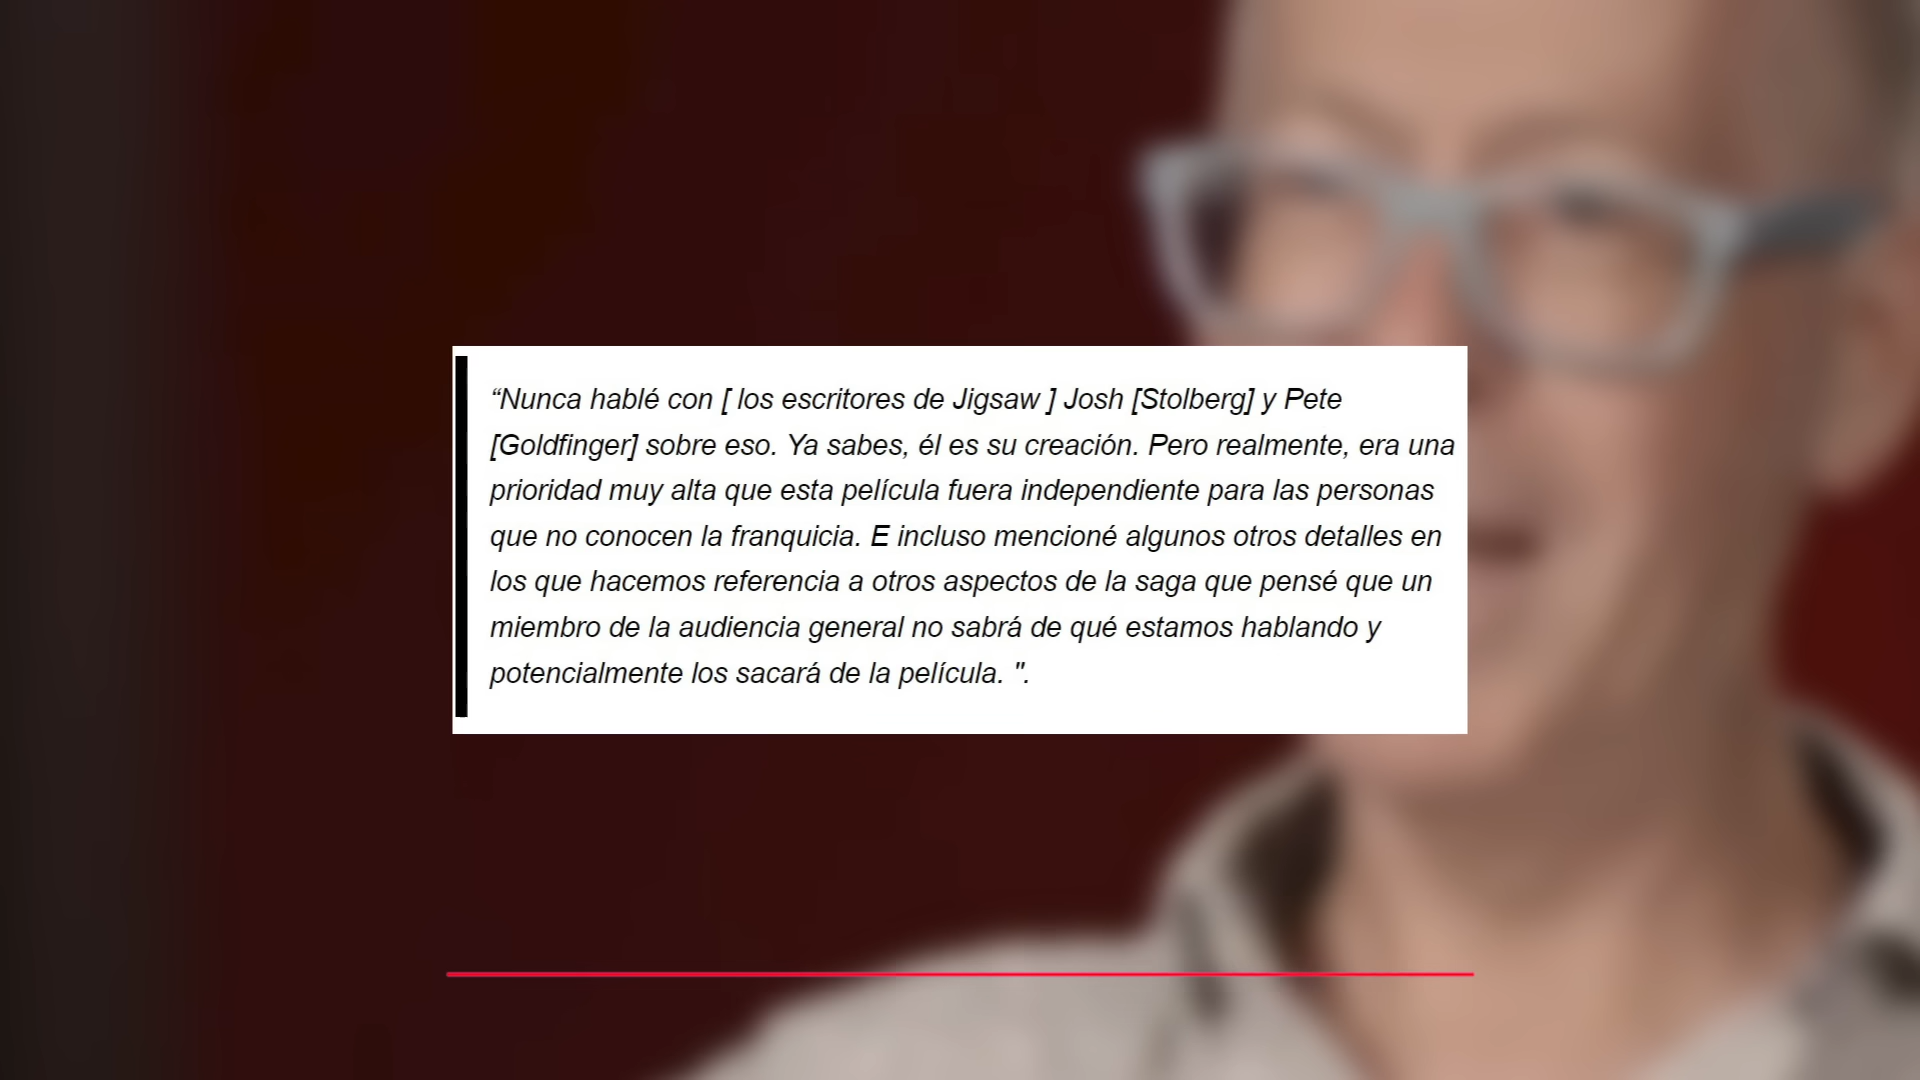 “Nunca hablé con [ los escritores de Jigsaw ] Josh [Stolberg] y Pete
[Goldfinger] sobre eso. Ya sabes, él es su creación. Pero realmente, era una
prioridad muy alta que esta película fuera independiente para las personas
que no conocen la franquicia. E incluso mencioné algunos otros detalles en
los que hacemos referencia a otros aspectos de la saga que pensé que un
miembro de la audiencia general no sabrá de qué estamos hablando y
potencialmente los sacará de la película. ".